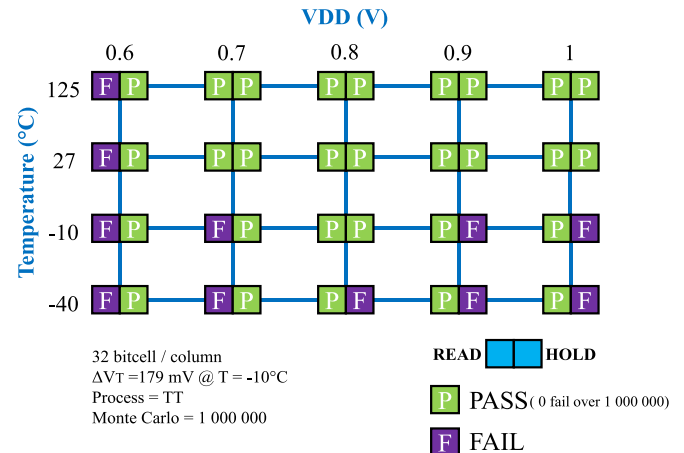 VDD (V)
0.6 0.7 0.8 0.9 1
Temperature (°C)
125 F P P P P P P P P P
27 F P P P P P P P P P
-10 F P F P P P P F P F
-40 F P F P P F P F P F
32 bitcell / column
ΔVT =179 mV @ T = -10°C
Process = TT
Monte Carlo = 1 000 000
READ HOLD
P PASS ( 0 fail over 1 000 000)
F FAIL